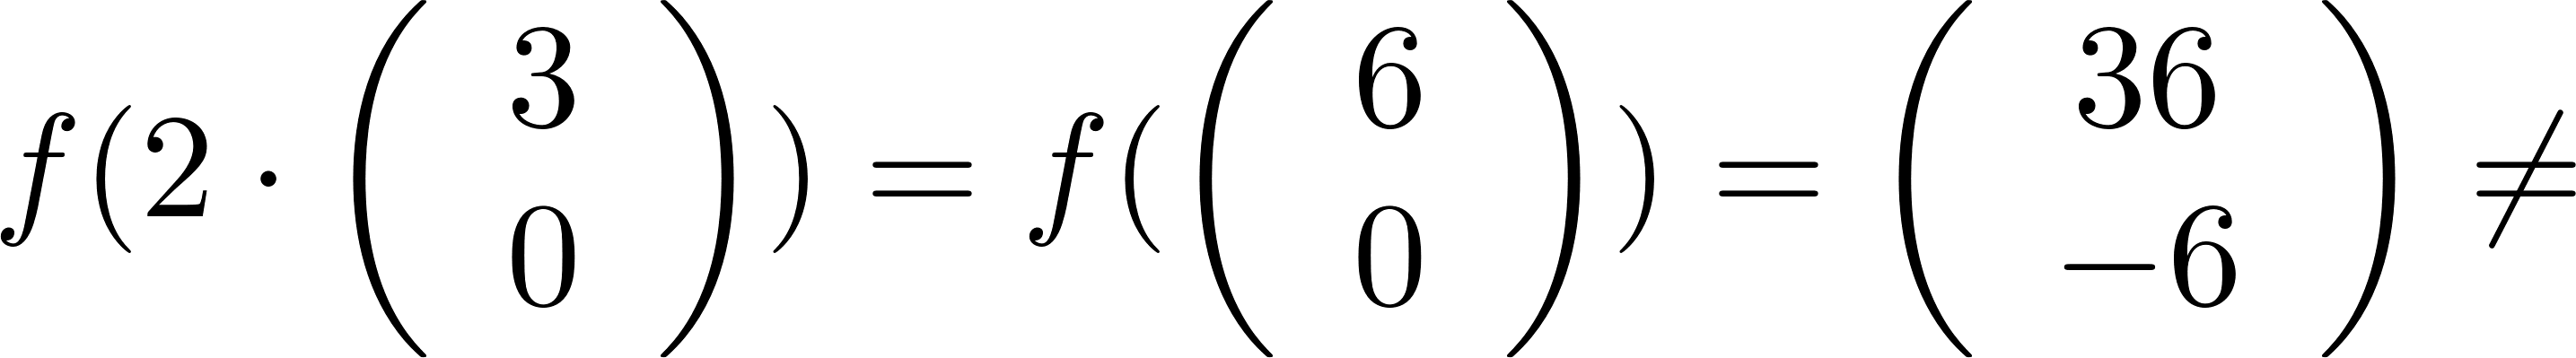 f(2 · (3 0)) = f((6 0)) = (36 −6) ≠